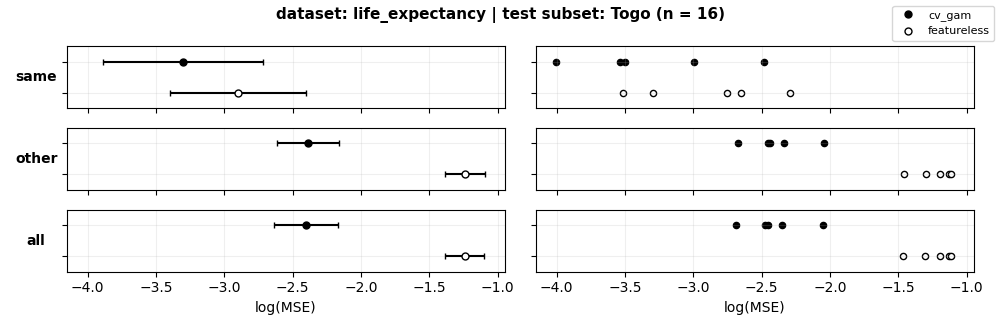 dataset: life_expectancy | test subset: Togo (n = 16)
cv_gam
featureless
same
other
all
−4.0 −3.5 −3.0 −2.5 −2.0 −1.5 −1.0
log(MSE)
−4.0 −3.5 −3.0 −2.5 −2.0 −1.5 −1.0
log(MSE)